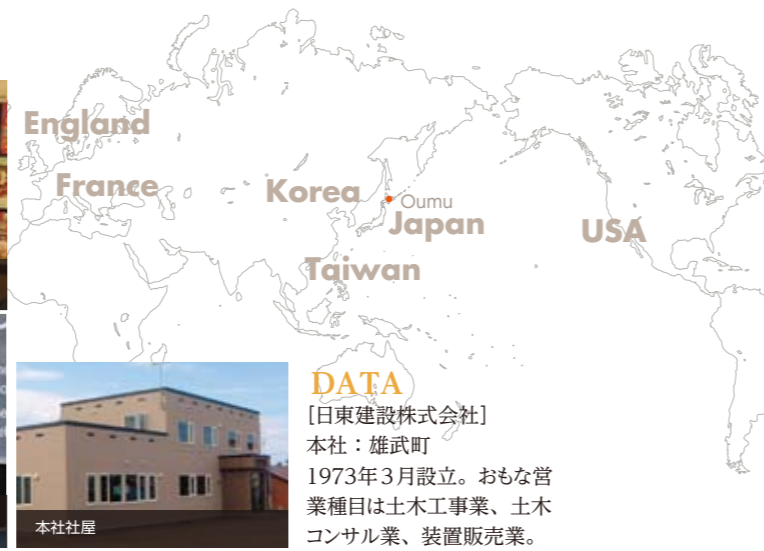 England
France
Korea
Oumu
Japan
USA
Taiwan
DATA
[日東建設株式会社]
本社：雄武町
1973年3月設立。おもな営
業種目は土木工事業、土木
コンサル業、装置販売業。
本社社屋